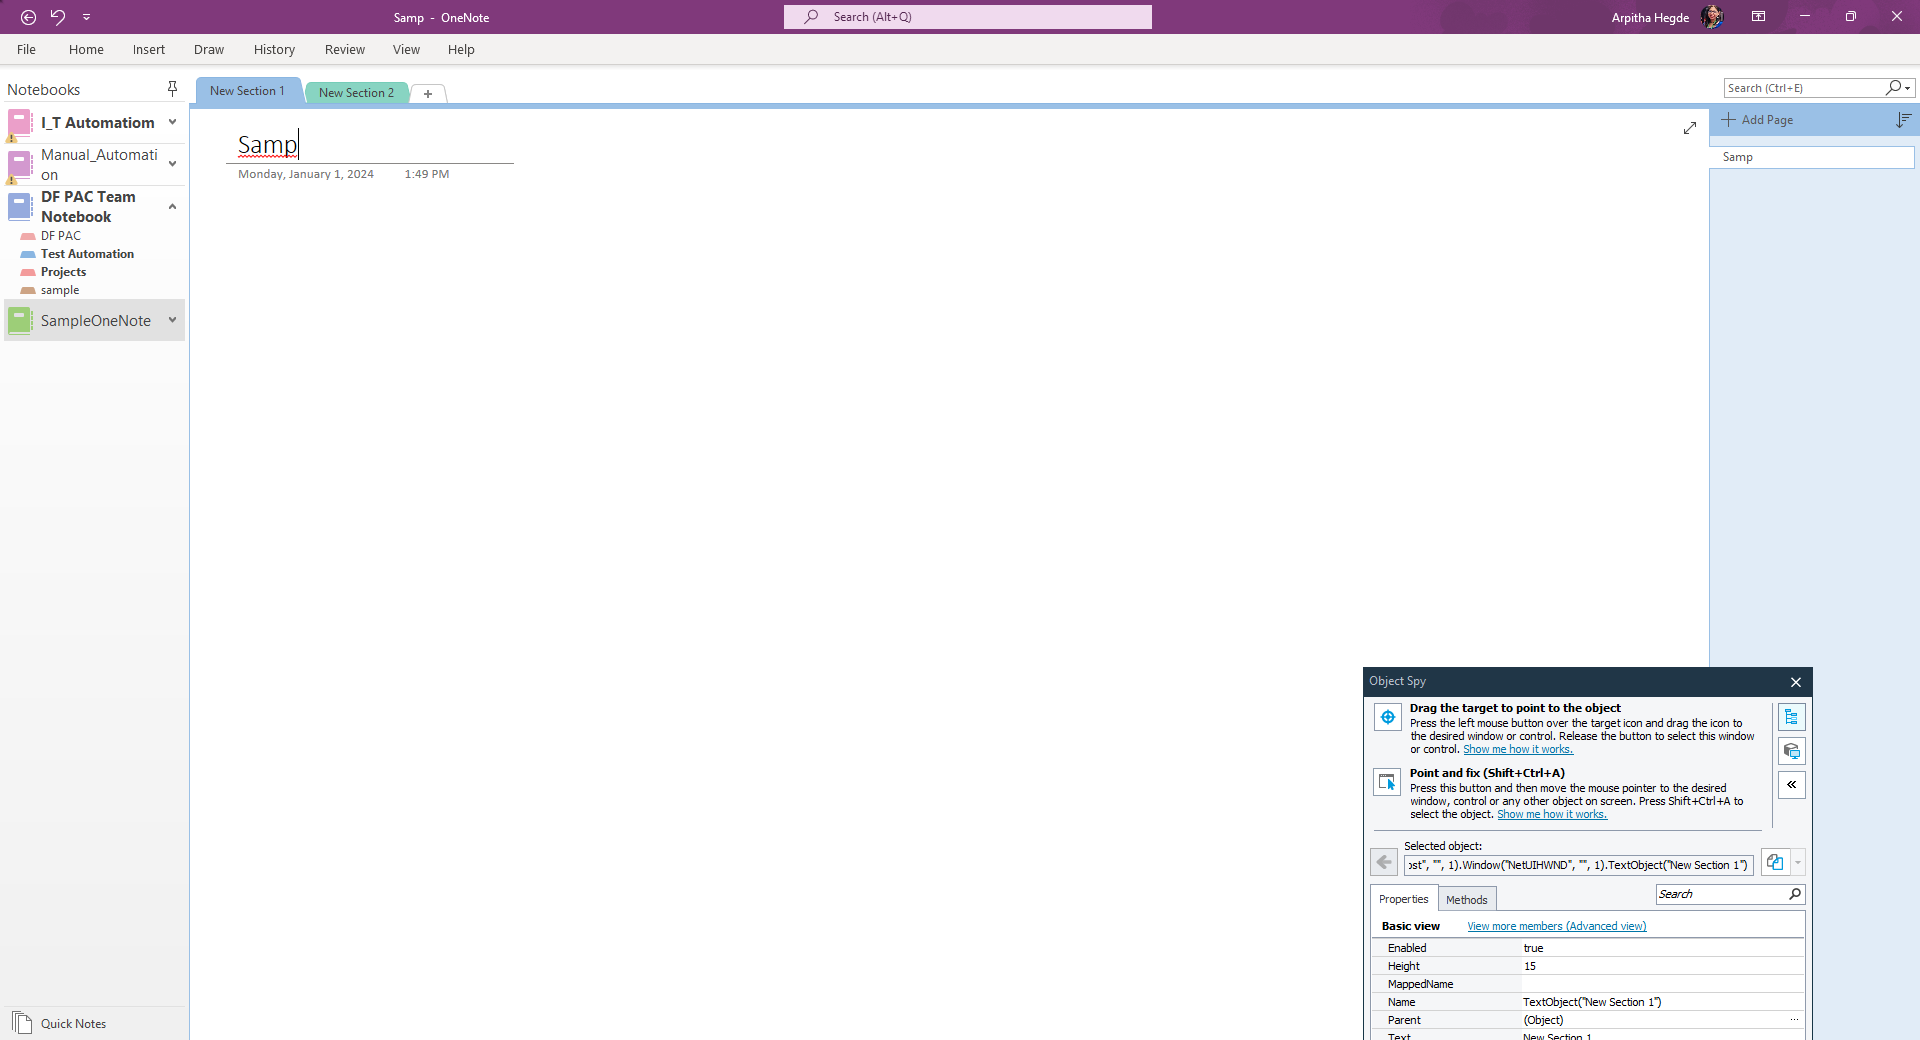 Samp - OneNote
Search (Alt+Q)
Arpitha Hegde
File Home Insert Draw History Review View Help
Notebooks
I_T Automatiom
Manual_Automati
on
DF PAC Team
Notebook
DF PAC
Test Automation
Projects
sample
SampleOneNote
Quick Notes
New Section 1
New Section 2
+
Search (Ctrl+E)
Samp
Monday, January 1, 2024 1:49 PM
Add Page
Samp
Object Spy
Drag the target to point to the object
Press the left mouse button over the target icon and drag the icon to
the desired window or control. Release the button to select this window
or control. Show me how it works.
Point and fix (Shift+Ctrl+A)
Press this button and then move the mouse pointer to the desired
window, control or any other object on screen. Press Shift+Ctrl+A to
select the object. Show me how it works.
Selected object:
ost", "", 1).Window("NetUIHWND", "", 1).TextObject("New Section 1")
Properties Methods
Search
Basic view View more members (Advanced view)
Enabled true
Height 15
MappedName
Name TextObject("New Section 1")
Parent (Object) ...
Text New Section 1